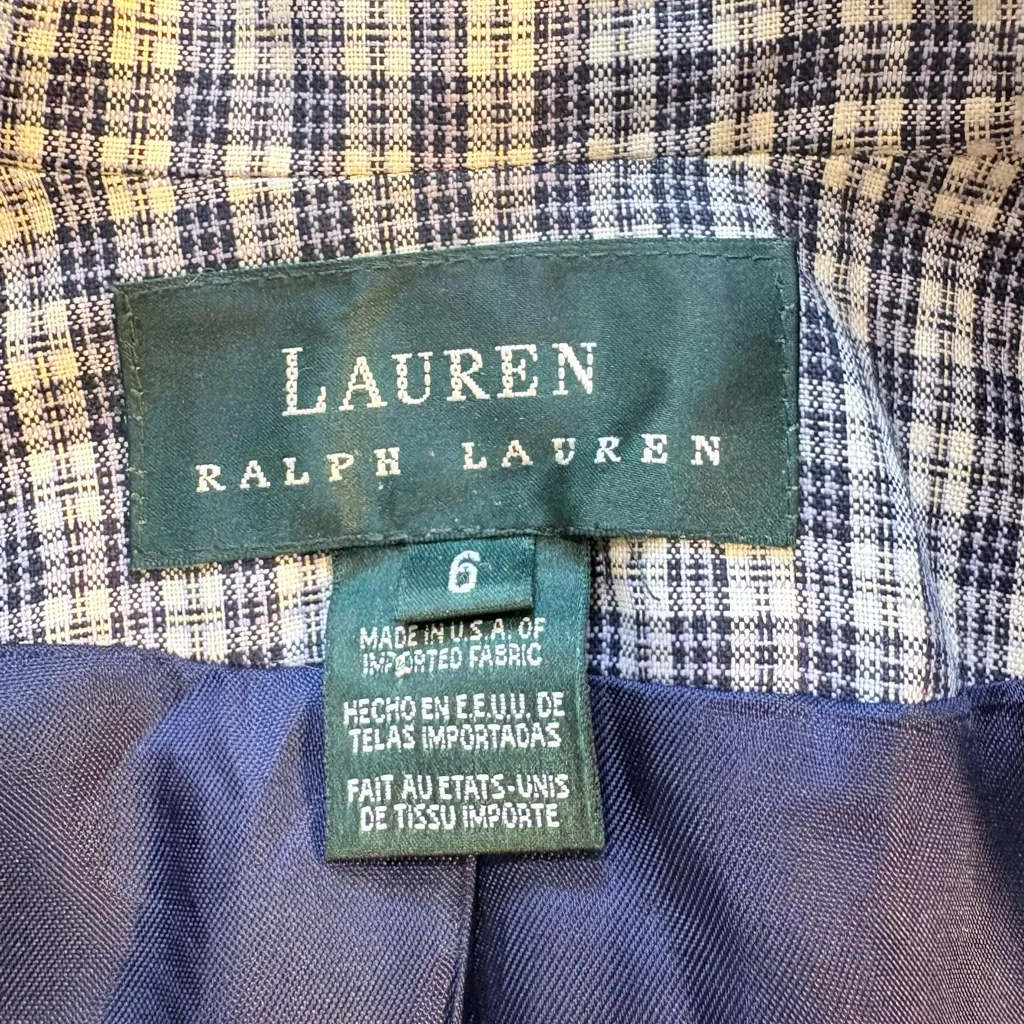 LAUREN
RALPH LAUREN
6
MADE IN U.S.A. OF
IMPORTED FABRIC
HECHO EN E.E.U.U. DE
TELAS IMPORTADAS
FAIT AU ETATS-UNIS
DE TISSU IMPORTE